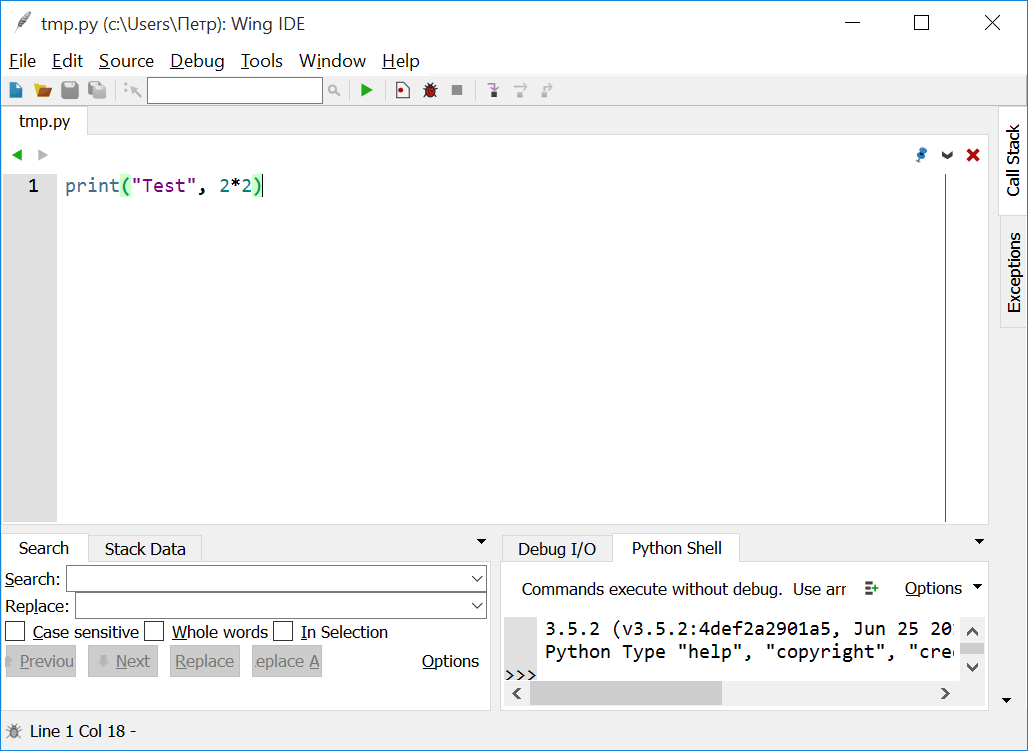 tmp.py (c:\Users\Петр): Wing IDE
File Edit Source Debug Tools Window Help
tmp.py
1 print("Test", 2*2)
Call Stack
Exceptions
Search Stack Data
Search:
Replace:
Case sensitive Whole words In Selection
Previou Next Replace eplace A Options
Debug I/O Python Shell
Commands execute without debug. Use arr Options
3.5.2 (v3.5.2:4def2a2901a5, Jun 25 20
Python Type "help", "copyright", "cre
>>>
Line 1 Col 18 -